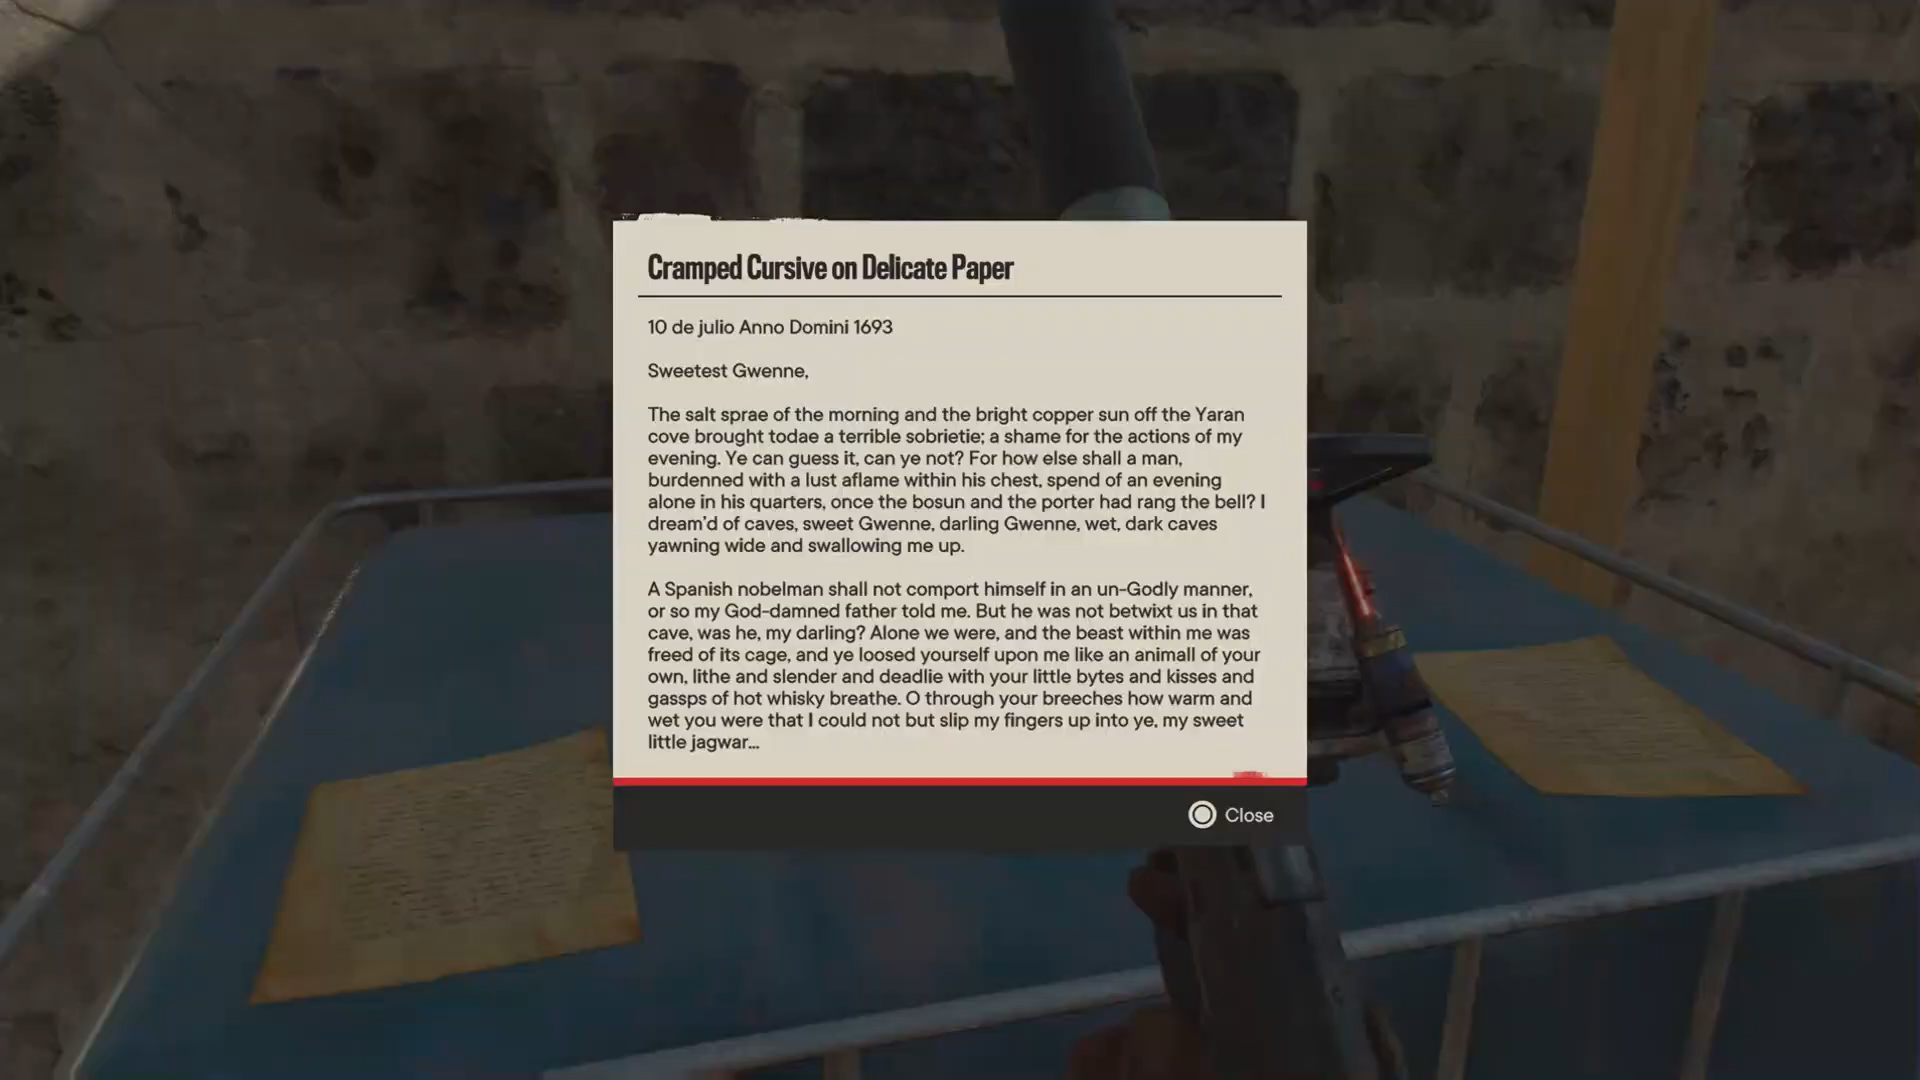 Cramped Cursive on Delicate Paper
10 de julio Anno Domini 1693
Sweetest Gwenne,
The salt sprae of the morning and the bright copper sun off the Yaran
cove brought todae a terrible sobrietie; a shame for the actions of my
evening. Ye can guess it, can ye not? For how else shall a man,
burdenned with a lust aflame within his chest, spend of an evening
alone in his quarters, once the bosun and the porter had rang the bell? I
dream'd of caves, sweet Gwenne, darling Gwenne, wet, dark caves
yawning wide and swallowing me up.
A Spanish nobelman shall not comport himself in an un-Godly manner,
or so my God-damned father told me. But he was not betwixt us in that
cave, was he, my darling? Alone we were, and the beast within me was
freed of its cage, and ye loosed yourself upon me like an animall of your
own, lithe and slender and deadlie with your little bytes and kisses and
gassps of hot whisky breathe. O through your breeches how warm and
wet you were that I could not but slip my fingers up into ye, my sweet
little jagwar...
Close